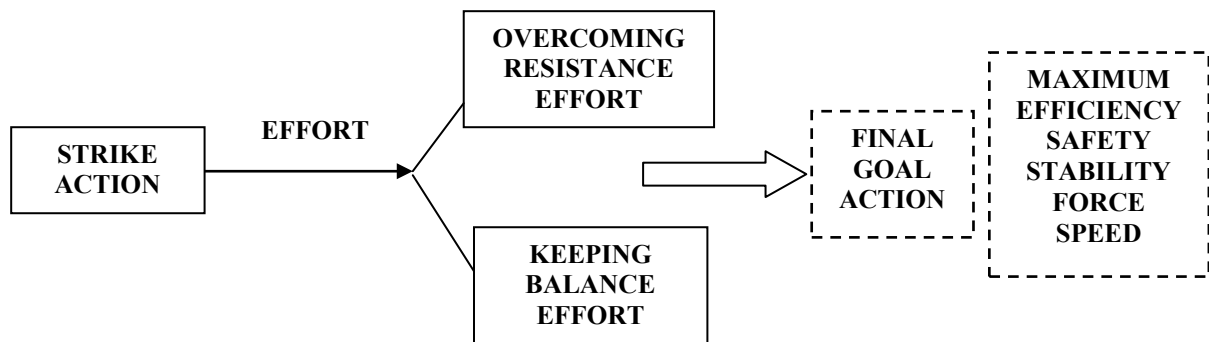 STRIKE
ACTION
EFFORT
OVERCOMING
RESISTANCE
EFFORT
KEEPING
BALANCE
EFFORT
FINAL
GOAL
ACTION
MAXIMUM
EFFICIENCY
SAFETY
STABILITY
FORCE
SPEED